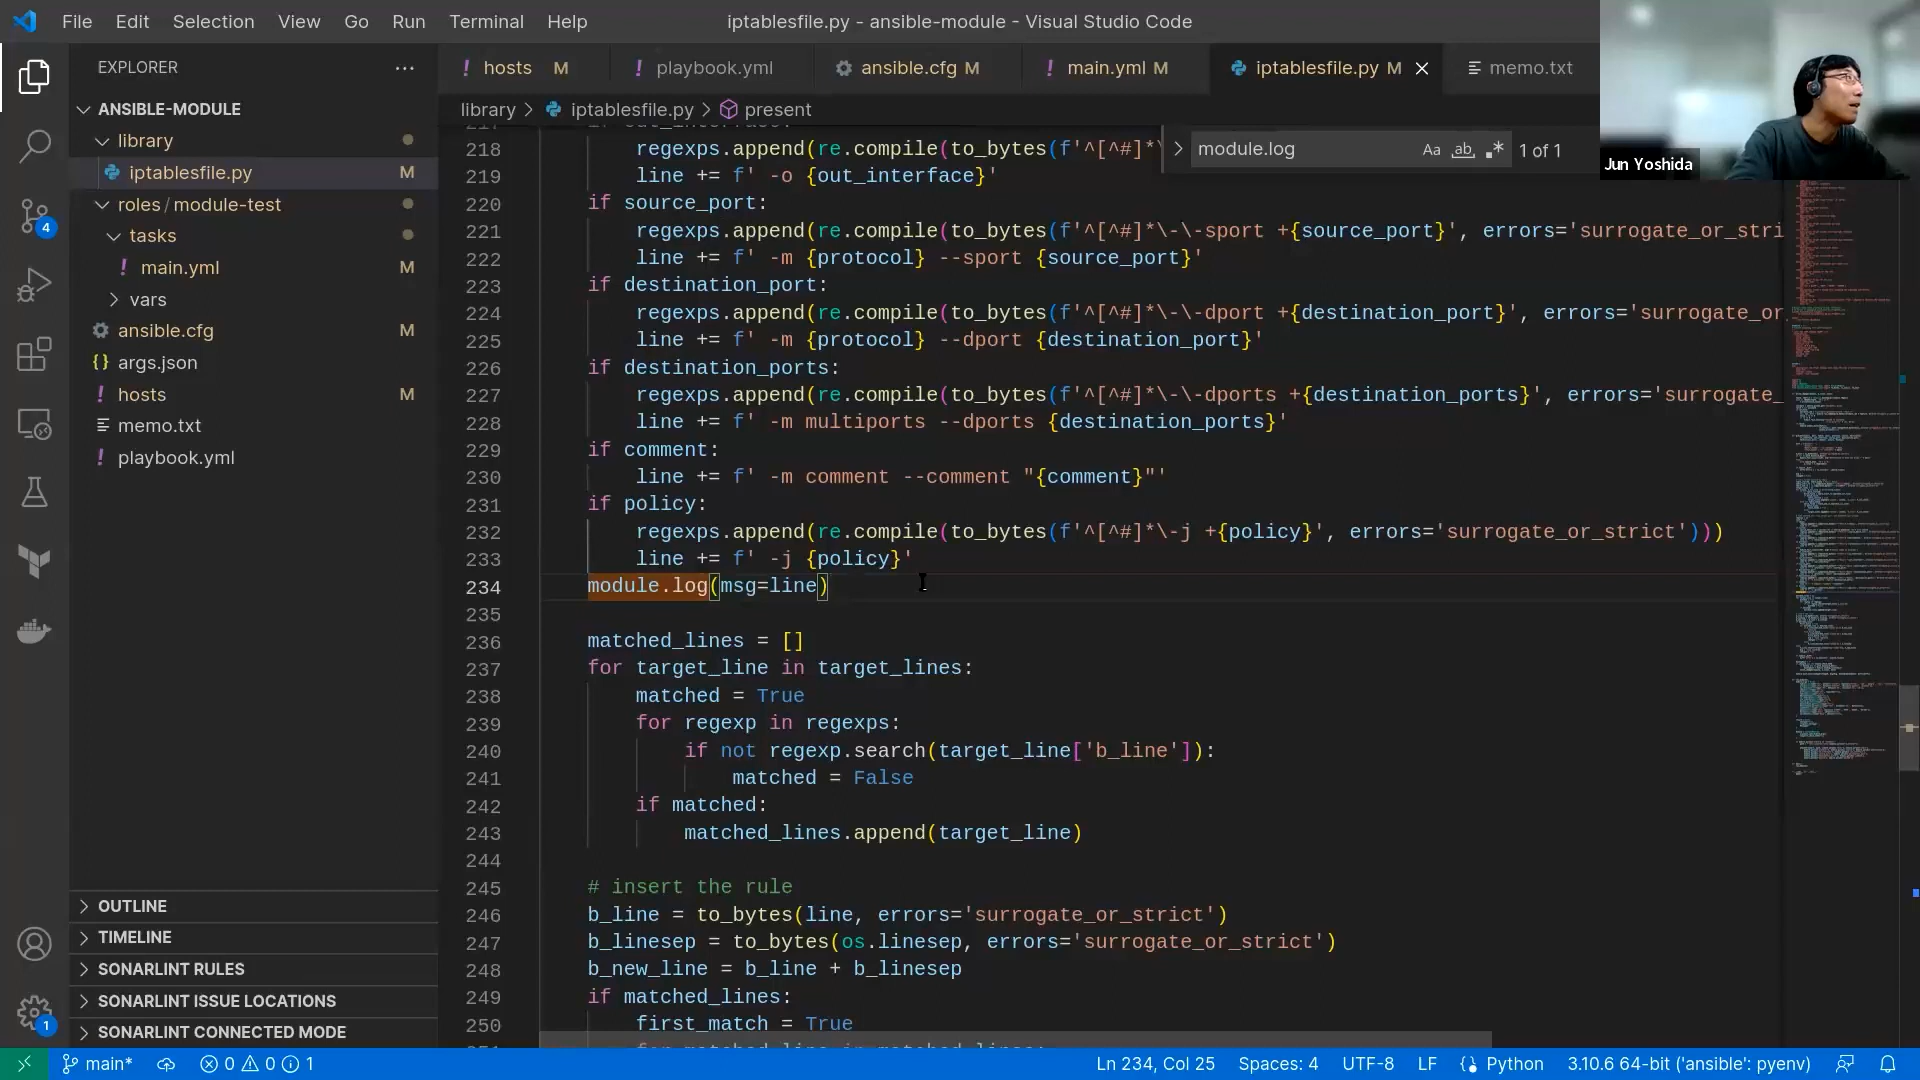 File Edit Selection View Go Run Terminal Help
iptablesfile.py - ansible-module - Visual Studio Code
EXPLORER
ANSIBLE-MODULE
library
iptablesfile.py M
roles / module-test
tasks
main.yml M
vars
ansible.cfg M
args.json
hosts M
memo.txt
playbook.yml
OUTLINE
TIMELINE
SONARLINT RULES
SONARLINT ISSUE LOCATIONS
SONARLINT CONNECTED MODE
4
1
hosts M playbook.yml ansible.cfg M main.yml M iptablesfile.py M memo.txt
library > iptablesfile.py > present
module.log Aa ab 1 of 1
Jun Yoshida
218 regexps.append(re.compile(to_bytes(f'^[^#]*\
219 line += f' -o {out_interface}'
220 if source_port:
221 regexps.append(re.compile(to_bytes(f'^[^#]*\-\-sport +{source_port}', errors='surrogate_or_stri
222 line += f' -m {protocol} --sport {source_port}'
223 if destination_port:
224 regexps.append(re.compile(to_bytes(f'^[^#]*\-\-dport +{destination_port}', errors='surrogate_or_
225 line += f' -m {protocol} --dport {destination_port}'
226 if destination_ports:
227 regexps.append(re.compile(to_bytes(f'^[^#]*\-\-dports +{destination_ports}', errors='surrogate_
228 line += f' -m multiports --dports {destination_ports}'
229 if comment:
230 line += f' -m comment --comment "{comment}"'
231 if policy:
232 regexps.append(re.compile(to_bytes(f'^[^#]*\-j +{policy}', errors='surrogate_or_strict')))
233 line += f' -j {policy}'
234 module.log(msg=line)
235
236 matched_lines = []
237 for target_line in target_lines:
238 matched = True
239 for regexp in regexps:
240 if not regexp.search(target_line['b_line']):
241 matched = False
242 if matched:
243 matched_lines.append(target_line)
244
245 # insert the rule
246 b_line = to_bytes(line, errors='surrogate_or_strict')
247 b_linesep = to_bytes(os.linesep, errors='surrogate_or_strict')
248 b_new_line = b_line + b_linesep
249 if matched_lines:
250 first_match = True
main* 0 0 1 Ln 234, Col 25 Spaces: 4 UTF-8 LF Python 3.10.6 64-bit ('ansible': pyenv)